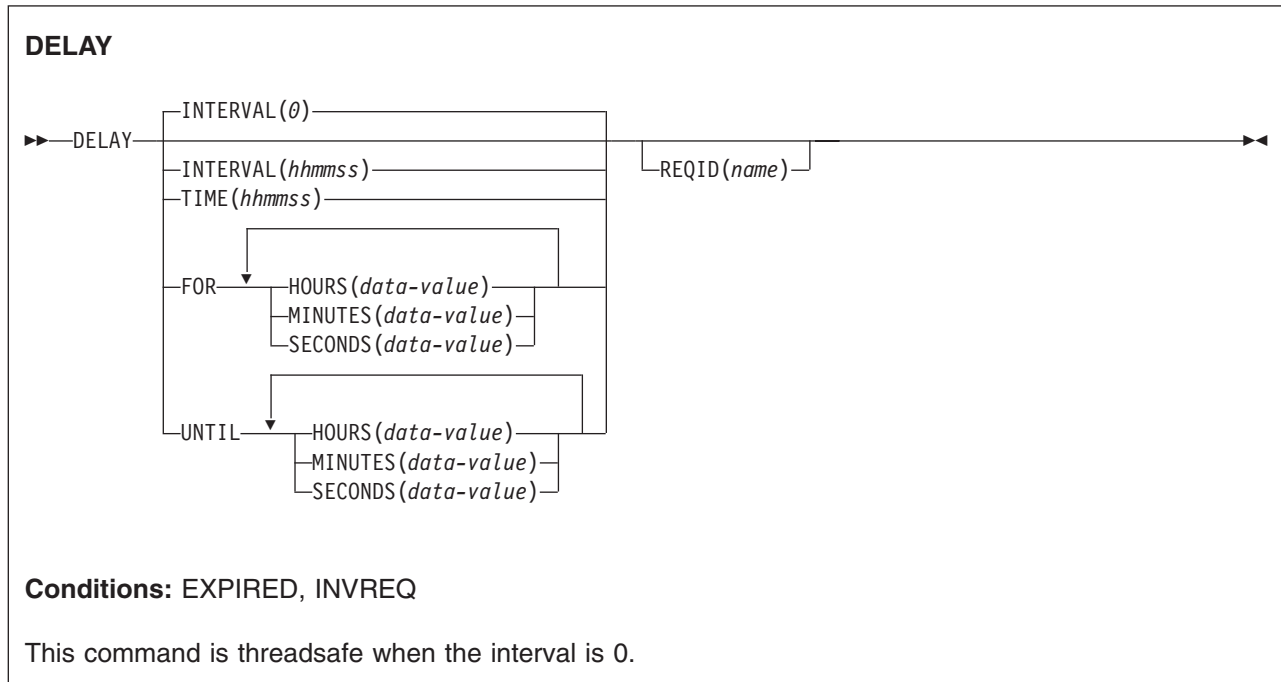 DELAY
INTERVAL(0)
DELAY
INTERVAL(hhmmss)
REQID(name)
TIME(hhmmss)
FOR HOURS(data-value)
MINUTES(data-value)
SECONDS(data-value)
UNTIL HOURS(data-value)
MINUTES(data-value)
SECONDS(data-value)
Conditions: EXPIRED, INVREQ
This command is threadsafe when the interval is 0.